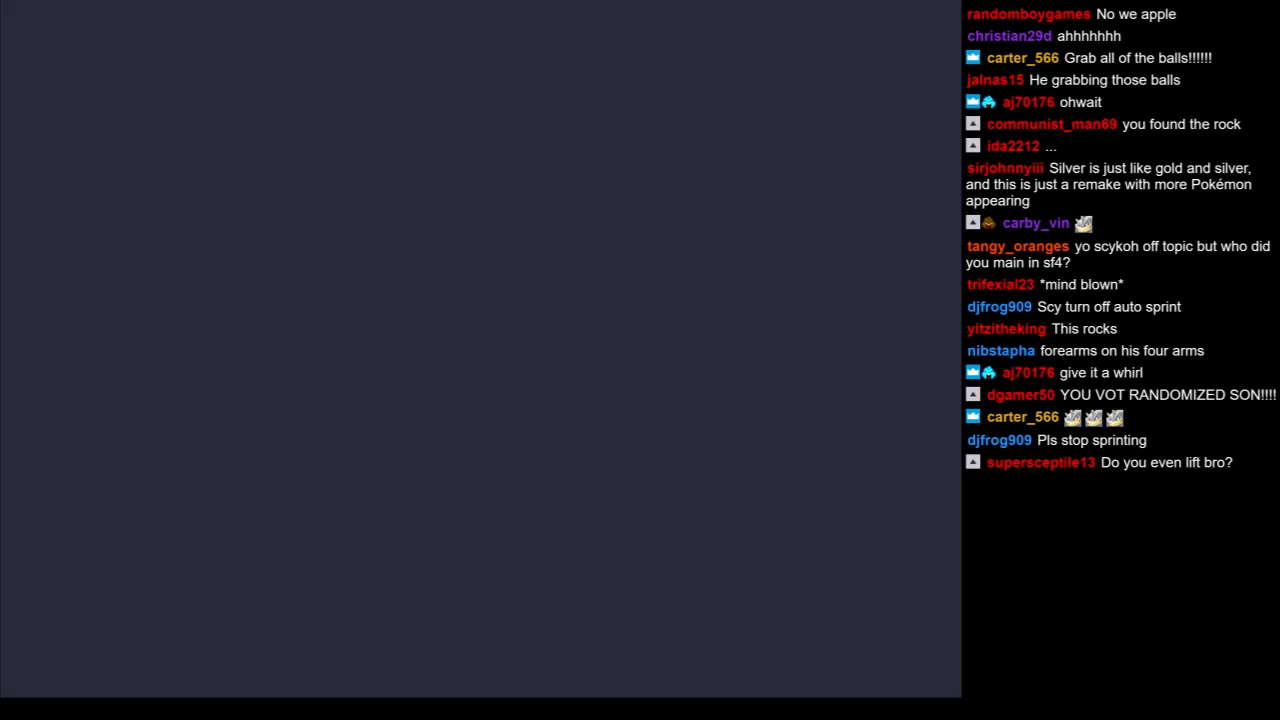 randomboygames No we apple
christian29d ahhhhhhh
carter_566 Grab all of the balls!!!!!!
jalnas15 He grabbing those balls
aj70176 ohwait
communist_man69 you found the rock
ida2212 ...
sirjohnnyiii Silver is just like gold and silver,
and this is just a remake with more Pokémon
appearing
carby_vin
tangy_oranges yo scykoh off topic but who did
you main in sf4?
trifexial23 *mind blown*
djfrog909 Scy turn off auto sprint
yitzitheking This rocks
nibstapha forearms on his four arms
aj70176 give it a whirl
dgamer50 YOU VOT RANDOMIZED SON!!!!
carter_566
djfrog909 Pls stop sprinting
supersceptile13 Do you even lift bro?